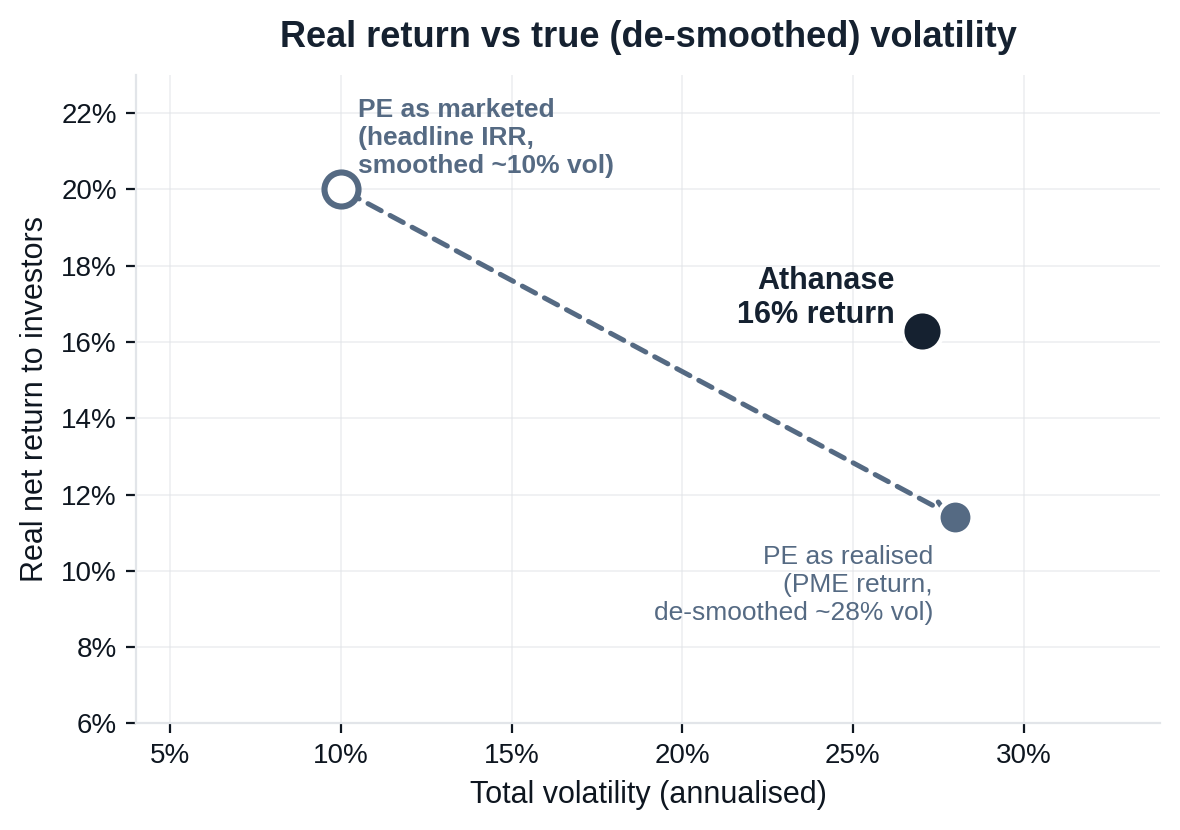 Real return vs true (de-smoothed) volatility
Real net return to investors
22%
20%
18%
16%
14%
12%
10%
8%
6%
PE as marketed
(headline IRR,
smoothed ~10% vol)
Athanase
16% return
PE as realised
(PME return,
de-smoothed ~28% vol)
5%
10%
15%
20%
25%
30%
Total volatility (annualised)